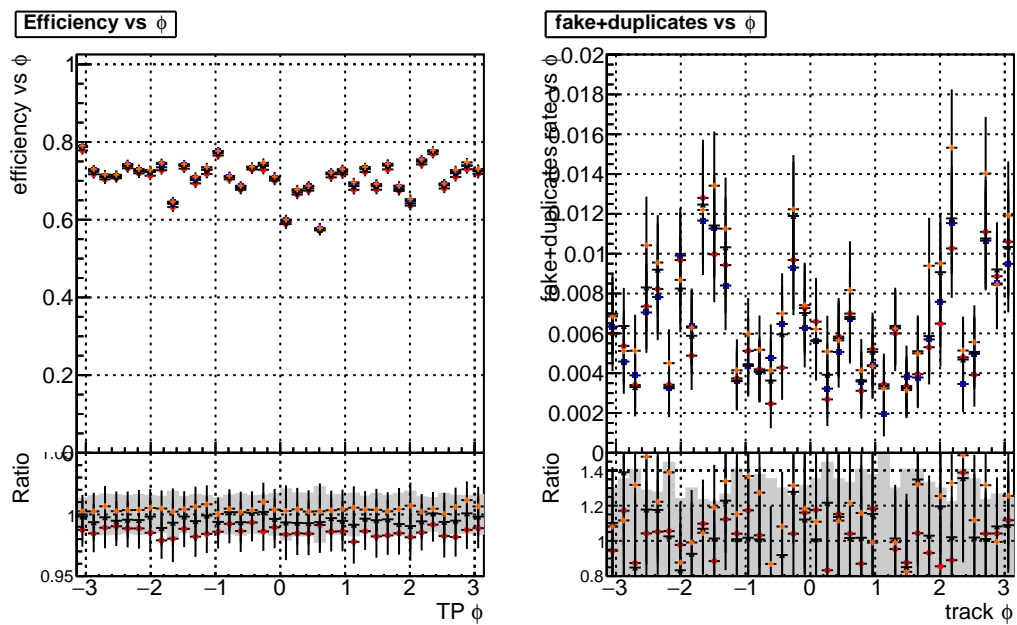 Efficiency vs ϕ
efficiency vs ϕ
1
0.8
0.6
0.4
0.2
0
Ratio
1.05
1
0.95
−3 −2 −1 0 1 2 3
TP ϕ
fake+duplicates vs ϕ
fake+duplicates rate vs ϕ
0.02
0.018
0.016
0.014
0.012
0.01
0.008
0.006
0.004
0.002
0
Ratio
1.4
1.2
1
0.8
−3 −2 −1 0 1 2 3
track ϕ